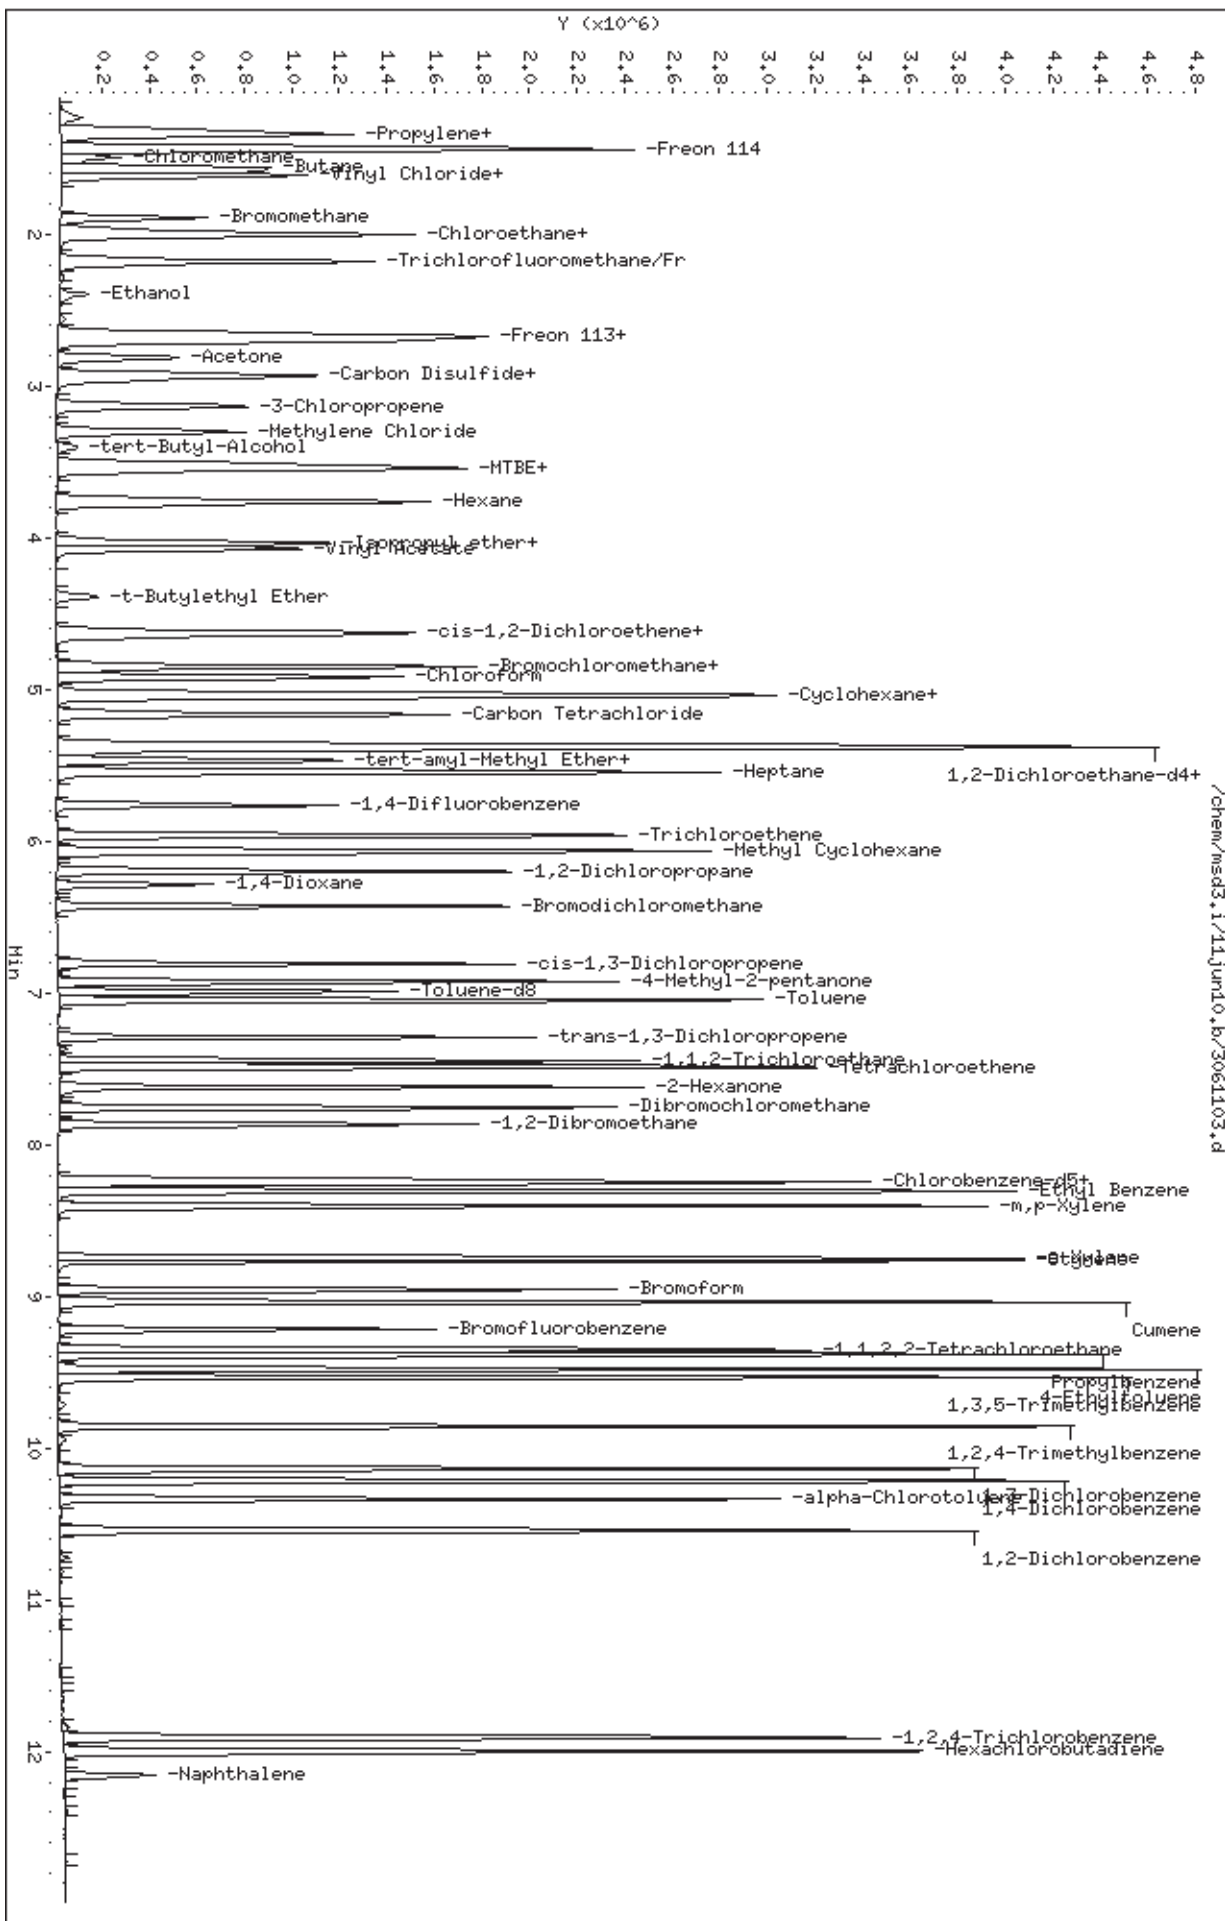 Y (x10^6)
0.2
0.4
0.6
0.8
1.0
1.2
1.4
1.6
1.8
2.0
2.2
2.4
2.6
2.8
3.0
3.2
3.4
3.6
3.8
4.0
4.2
4.4
4.6
4.8
-Propylene+
-Freon 114
-Chloromethane
-Butane
-Vinyl Chloride+
-Bromomethane
2
-Chloroethane+
-Trichlorofluoromethane/Fr
-Ethanol
-Freon 113+
-Acetone
-Carbon Disulfide+
3
-3-Chloropropene
-Methylene Chloride
-tert-Butyl-Alcohol
-MTBE+
-Hexane
4
-Isopropyl ether+
-Vinyl Acetate
-t-Butylethyl Ether
-cis-1,2-Dichloroethene+
-Bromochloromethane+
-Chloroform
5
-Cyclohexane+
-Carbon Tetrachloride
-tert-amyl-Methyl Ether+
-Heptane
1,2-Dichloroethane-d4+
-1,4-Difluorobenzene
/chem/msd3.i/11jun10.b/3061103.d
6
-Trichloroethene
-Methyl Cyclohexane
-1,2-Dichloropropane
-1,4-Dioxane
-Bromodichloromethane
Min
-cis-1,3-Dichloropropene
-4-Methyl-2-pentanone
-Toluene-d8
7
-Toluene
-trans-1,3-Dichloropropene
-1,1,2-Trichloroethane
-Tetrachloroethene
-2-Hexanone
-Dibromochloromethane
-1,2-Dibromoethane
8
-Chlorobenzene-d5+
-Ethyl Benzene
-m,p-Xylene
-o-Xylene
-Styrene
-Bromoform
9
Cumene
-Bromofluorobenzene
-1,1,2,2-Tetrachloroethane
Propylbenzene
4-Ethyltoluene
1,3,5-Trimethylbenzene
10
1,2,4-Trimethylbenzene
-alpha-Chlorotoluene
1,3-Dichlorobenzene
1,4-Dichlorobenzene
1,2-Dichlorobenzene
11
-1,2,4-Trichlorobenzene
12
-Hexachlorobutadiene
-Naphthalene